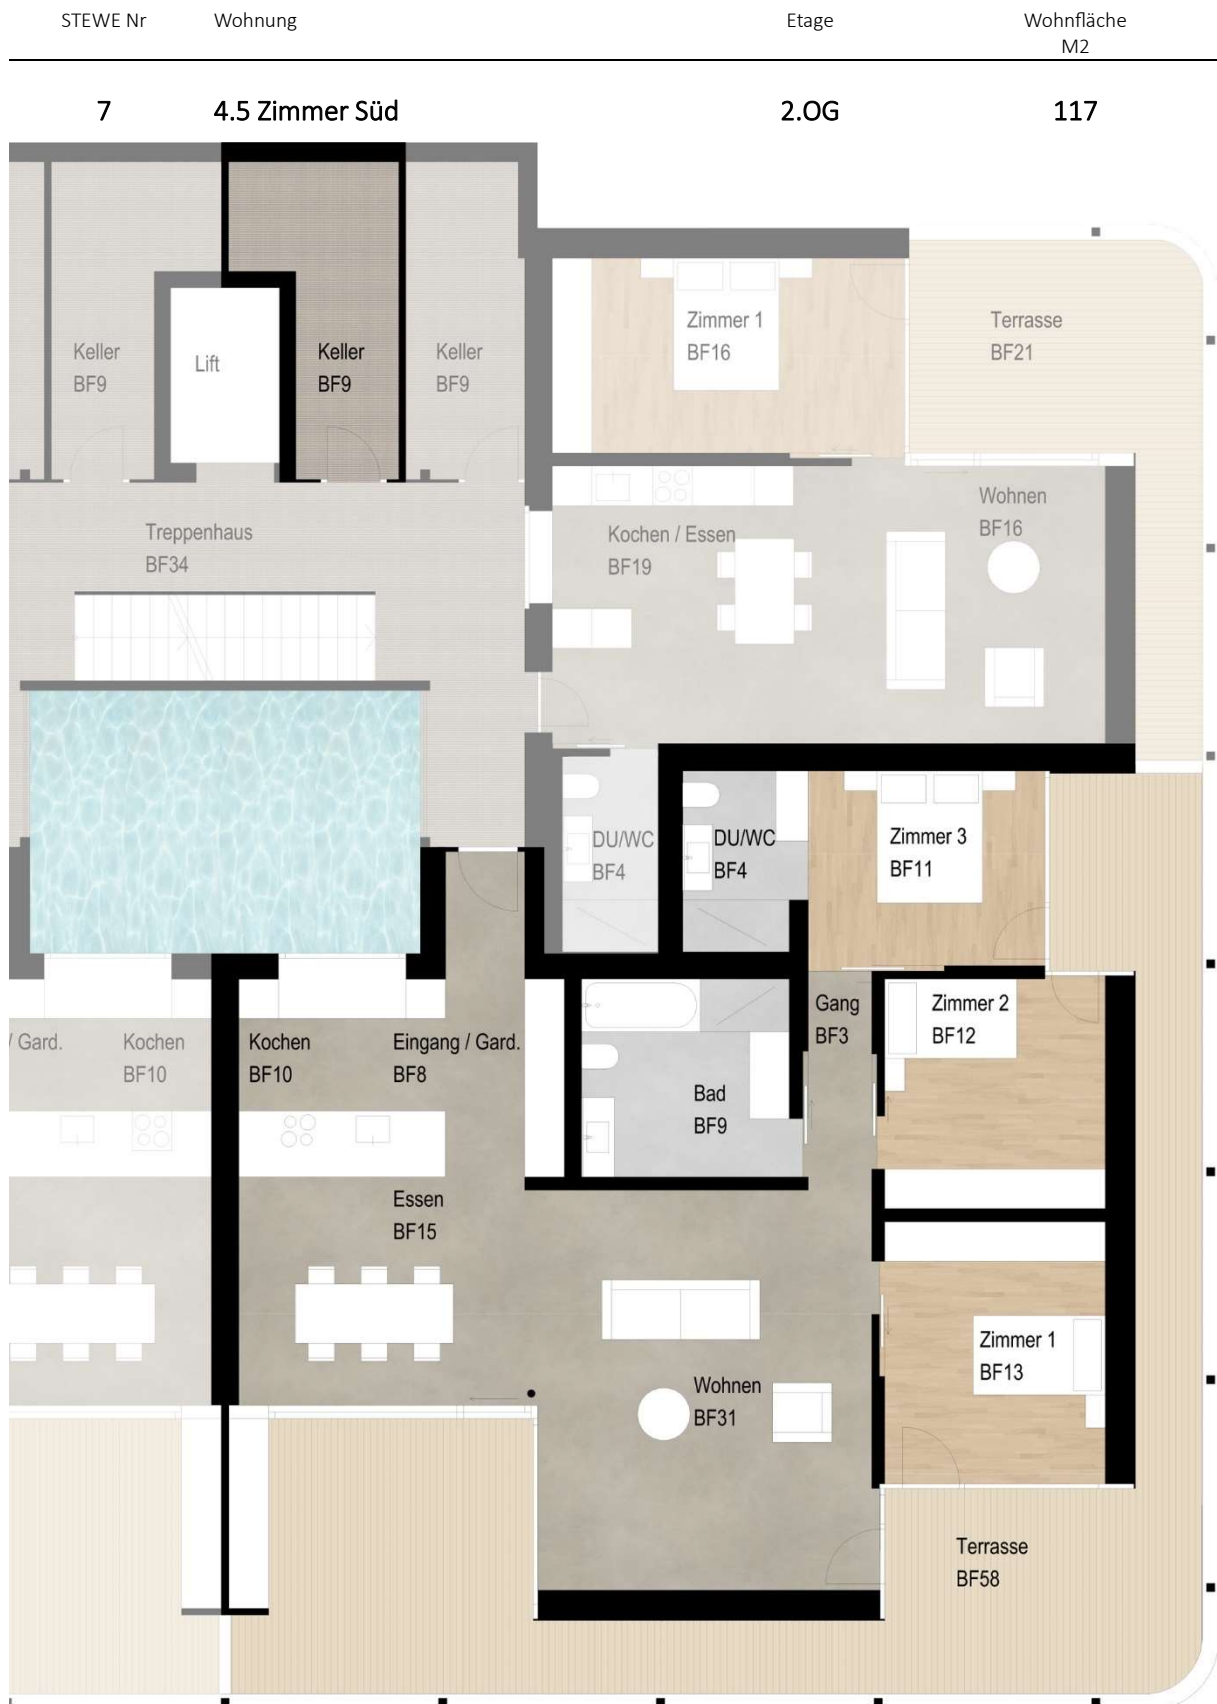 STEWE Nr Wohnung Etage Wohnfläche
M2
7 4.5 Zimmer Süd 2.OG 117
Zimmer 1
BF16
Terrasse
BF21
Keller
BF9
Lift
Keller
BF9
Keller
BF9
Wohnen
BF16
Treppenhaus
BF34
Kochen / Essen
BF19
DU/WC
BF4
DU/WC
BF4
Zimmer 3
BF11
/ Gard.
Kochen
BF10
Kochen
BF10
Eingang / Gard.
BF8
Gang
BF3
Zimmer 2
BF12
Bad
BF9
Essen
BF15
Zimmer 1
BF13
Wohnen
BF31
Terrasse
BF58